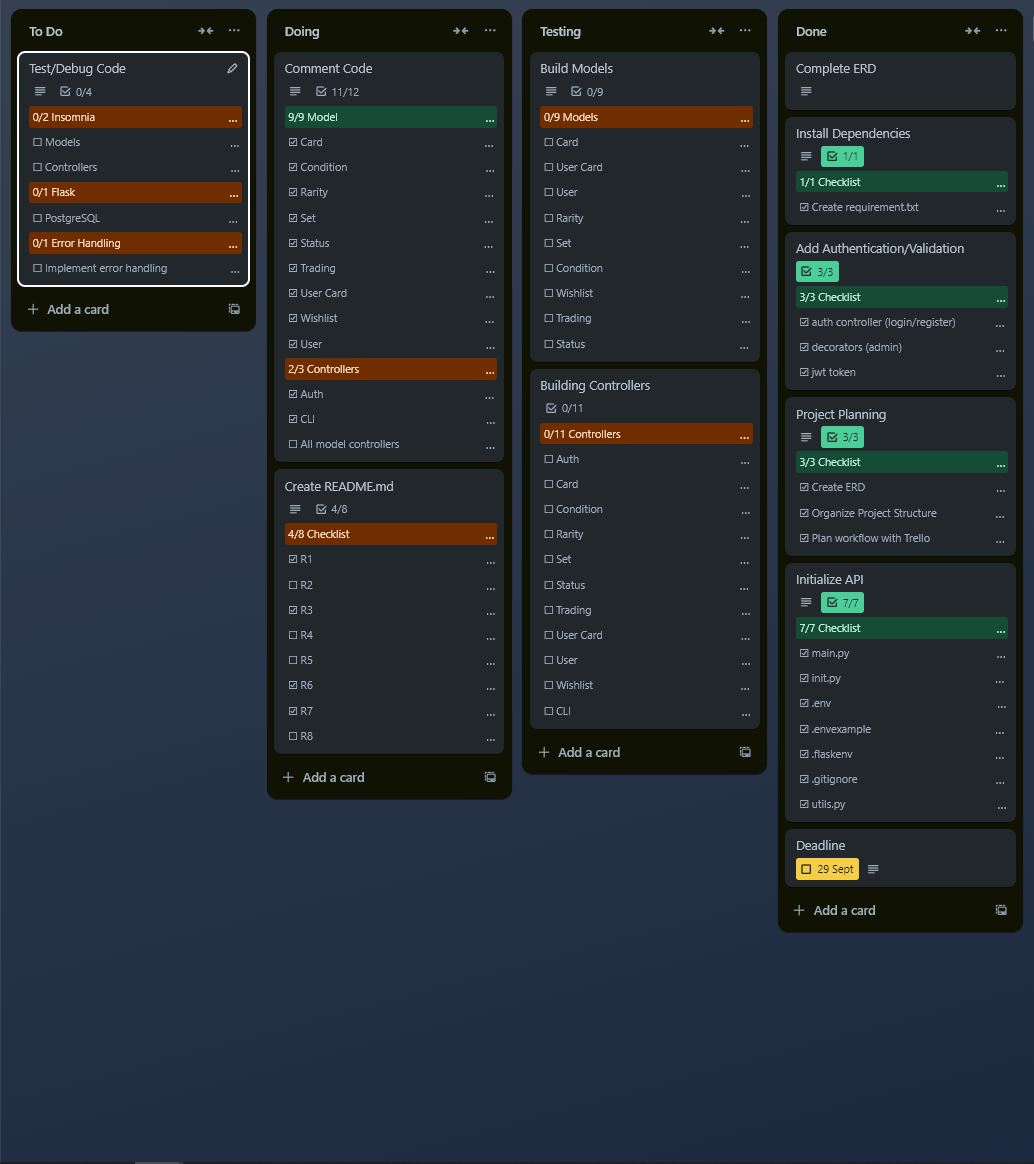 To Do
Test/Debug Code
0/4
0/2 Insomnia
...
Models
...
Controllers
...
0/1 Flask
...
PostgreSQL
...
0/1 Error Handling
...
Implement error handling
...
Add a card
Doing
Comment Code
11/12
9/9 Model
...
Card
...
Condition
...
Rarity
...
Set
...
Status
...
Trading
...
User Card
...
Wishlist
...
User
...
2/3 Controllers
...
Auth
...
CLI
...
All model controllers
...
Create README.md
4/8
4/8 Checklist
...
R1
...
R2
...
R3
...
R4
...
R5
...
R6
...
R7
...
R8
...
Add a card
Testing
Build Models
0/9
0/9 Models
...
Card
...
User Card
...
User
...
Rarity
...
Set
...
Condition
...
Wishlist
...
Trading
...
Status
...
Building Controllers
0/11
0/11 Controllers
...
Auth
...
Card
...
Condition
...
Rarity
...
Set
...
Status
...
Trading
...
User Card
...
User
...
Wishlist
...
CLI
...
Add a card
Done
Complete ERD
Install Dependencies
1/1
1/1 Checklist
...
Create requirement.txt
...
Add Authentication/Validation
3/3
3/3 Checklist
...
auth controller (login/register)
...
decorators (admin)
...
jwt token
...
Project Planning
3/3
3/3 Checklist
...
Create ERD
...
Organize Project Structure
...
Plan workflow with Trello
...
Initialize API
7/7
7/7 Checklist
...
main.py
...
init.py
...
.env
...
.envexample
...
.flaskenv
...
.gitignore
...
utils.py
...
Deadline
29 Sept
Add a card